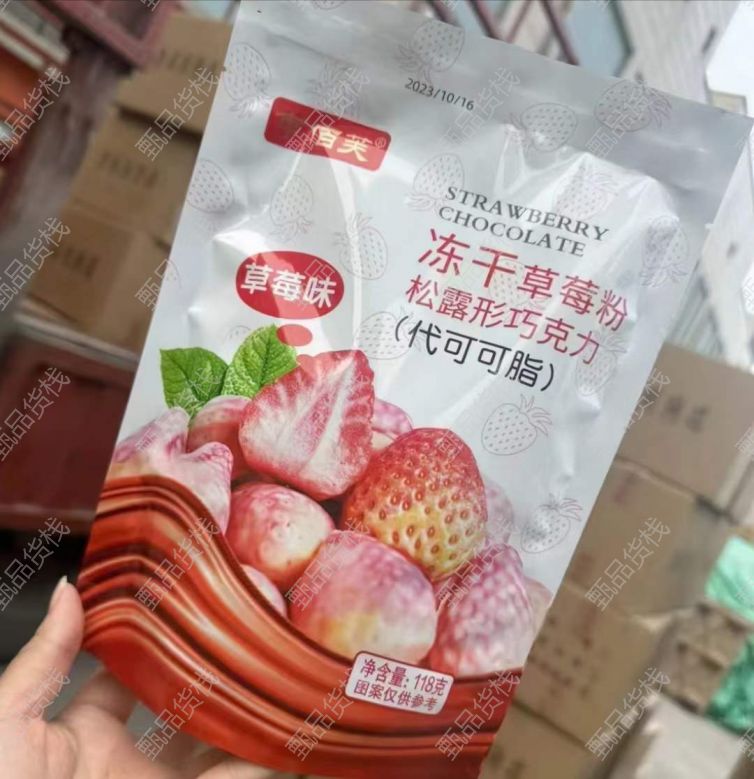 2023/10/16
佰芙®
STRAWBERRY
CHOCOLATE
冻干草莓粉
松露形巧克力
(代可可脂)
草莓味
净含量:118克
图案仅供参考
甄品货栈